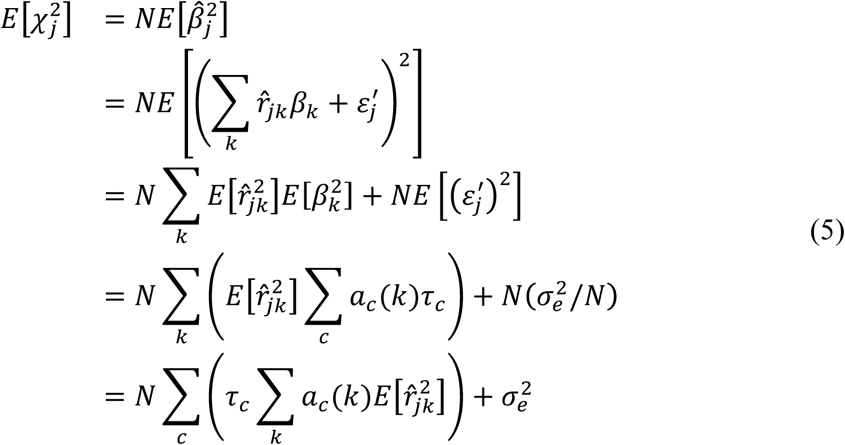 E[χ_j^2] = NE[β̂_j^2]
= NE[(∑_k r̂_{jk}β_k + ε′_j)^2]
= N ∑_k E[r̂_{jk}^2]E[β_k^2] + NE[(ε′_j)^2]
= N ∑_k (E[r̂_{jk}^2] ∑_c a_c(k)τ_c) + N(σ_e^2/N)
= N ∑_c (τ_c ∑_k a_c(k)E[r̂_{jk}^2]) + σ_e^2
(5)